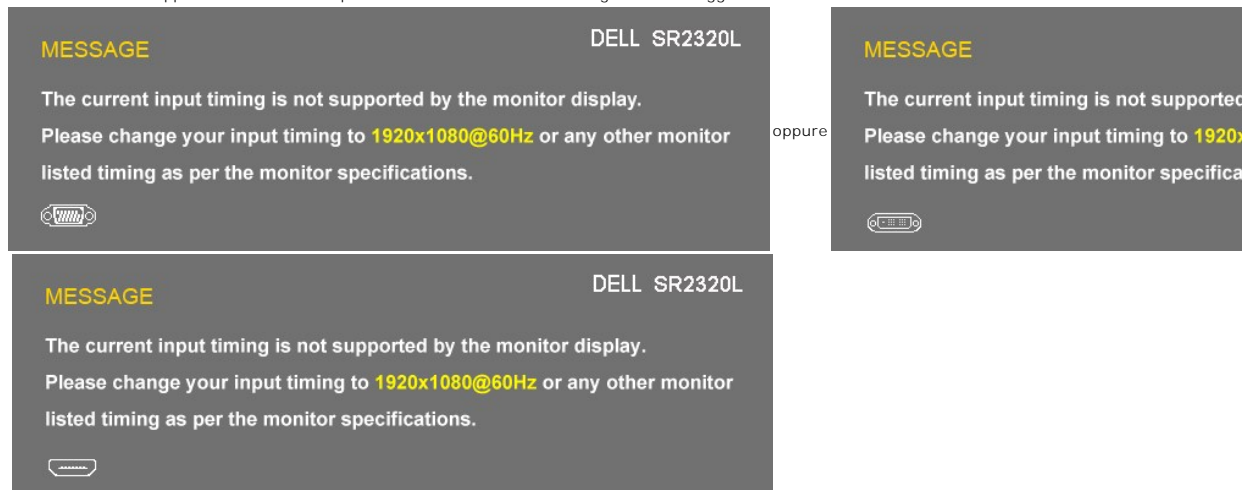 MESSAGE
DELL SR2320L
The current input timing is not supported by the monitor display.
Please change your input timing to 1920x1080@60Hz or any other monitor
listed timing as per the monitor specifications.
oppure
MESSAGE
The current input timing is not supported
Please change your input timing to
listed timing as per the monitor
MESSAGE
DELL SR2320L
The current input timing is not supported by the monitor display.
Please change your input timing to 1920x1080@60Hz or any other monitor
listed timing as per the monitor specifications.